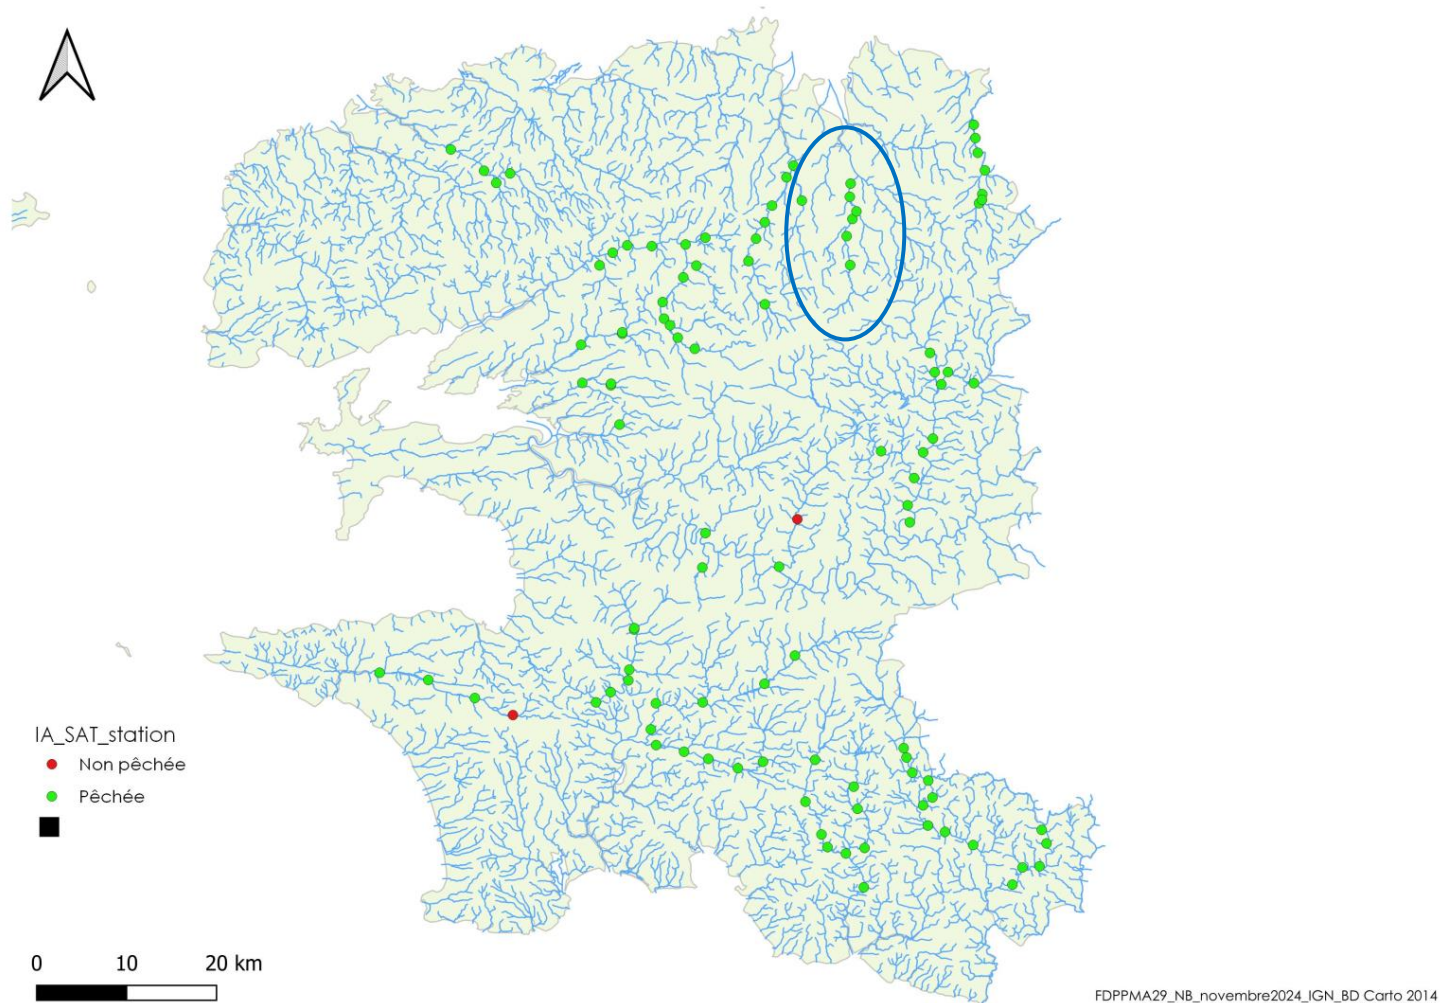 IA_SAT_station
Non pêchée
Pêchée
0 10 20 km
FDPPMA29_NB_novembre2024_IGN_BD Carto 2014